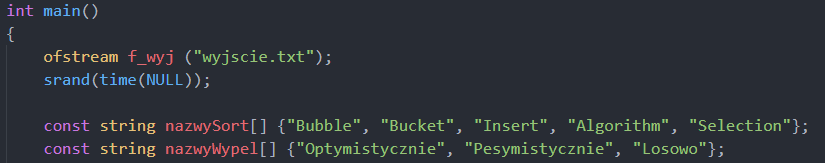 int main()
{
ofstream f_wyj ("wyjscie.txt");
srand(time(NULL));
const string nazwySort[] {"Bubble", "Bucket", "Insert", "Algorithm", "Selection"};
const string nazwyWypel[] {"Optymistycznie", "Pesymistycznie", "Losowo"};